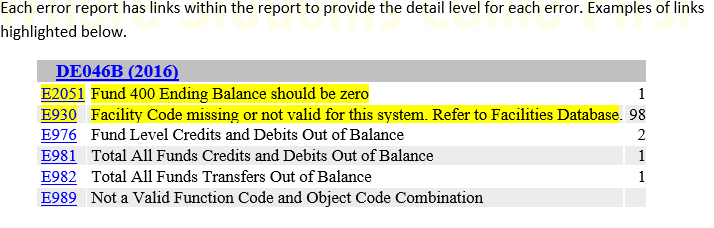 Each error report has links within the report to provide the detail level for each error. Examples of links
highlighted below.
DE046B (2016)
E2051 Fund 400 Ending Balance should be zero 1
E930 Facility Code missing or not valid for this system. Refer to Facilities Database. 98
E976 Fund Level Credits and Debits Out of Balance 2
E981 Total All Funds Credits and Debits Out of Balance 1
E982 Total All Funds Transfers Out of Balance 1
E989 Not a Valid Function Code and Object Code Combination